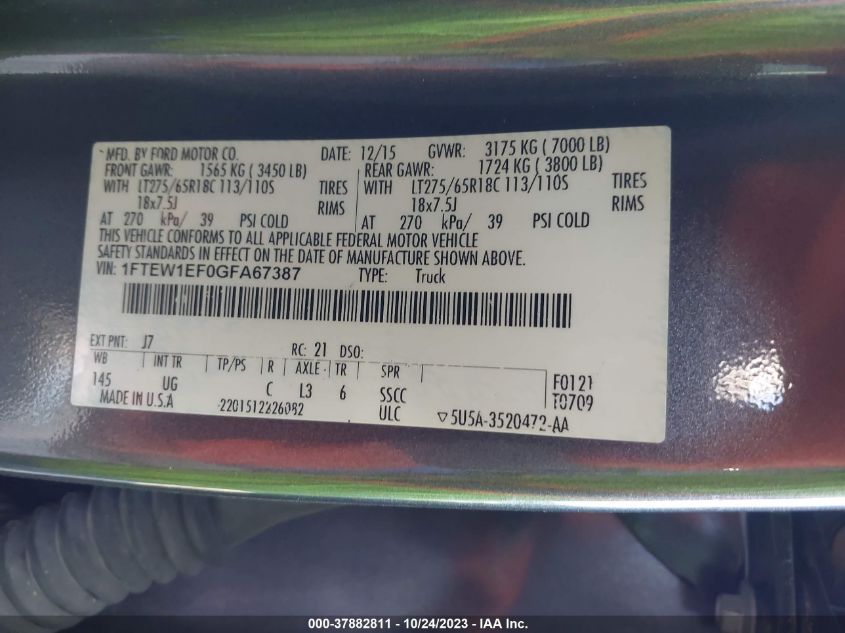 MFD. BY FORD MOTOR CO. DATE: 12/15 GVWR: 3175 KG ( 7000 LB)
FRONT GAWR: 1565 KG ( 3450 LB) REAR GAWR: 1724 KG ( 3800 LB)
WITH LT275/65R18C 113/110S TIRES WITH LT275/65R18C 113/110S TIRES
18x7.5J RIMS 18x7.5J RIMS
AT 270 kPa/ 39 PSI COLD AT 270 kPa/ 39 PSI COLD
THIS VEHICLE CONFORMS TO ALL APPLICABLE FEDERAL MOTOR VEHICLE
SAFETY STANDARDS IN EFFECT ON THE DATE OF MANUFACTURE SHOWN ABOVE.
VIN: 1FTEW1EF0GFA67387 TYPE: Truck
EXT PNT: J7 RC: 21 DSO:
WB INT TR TP/PS R AXLE TR SPR
145 UG C L3 6 SSCC F0121
MADE IN U.S.A 2201512226082 ULC T0709
▽5U5A-3520472-AA
000-37882811 - 10/24/2023 - IAA Inc.